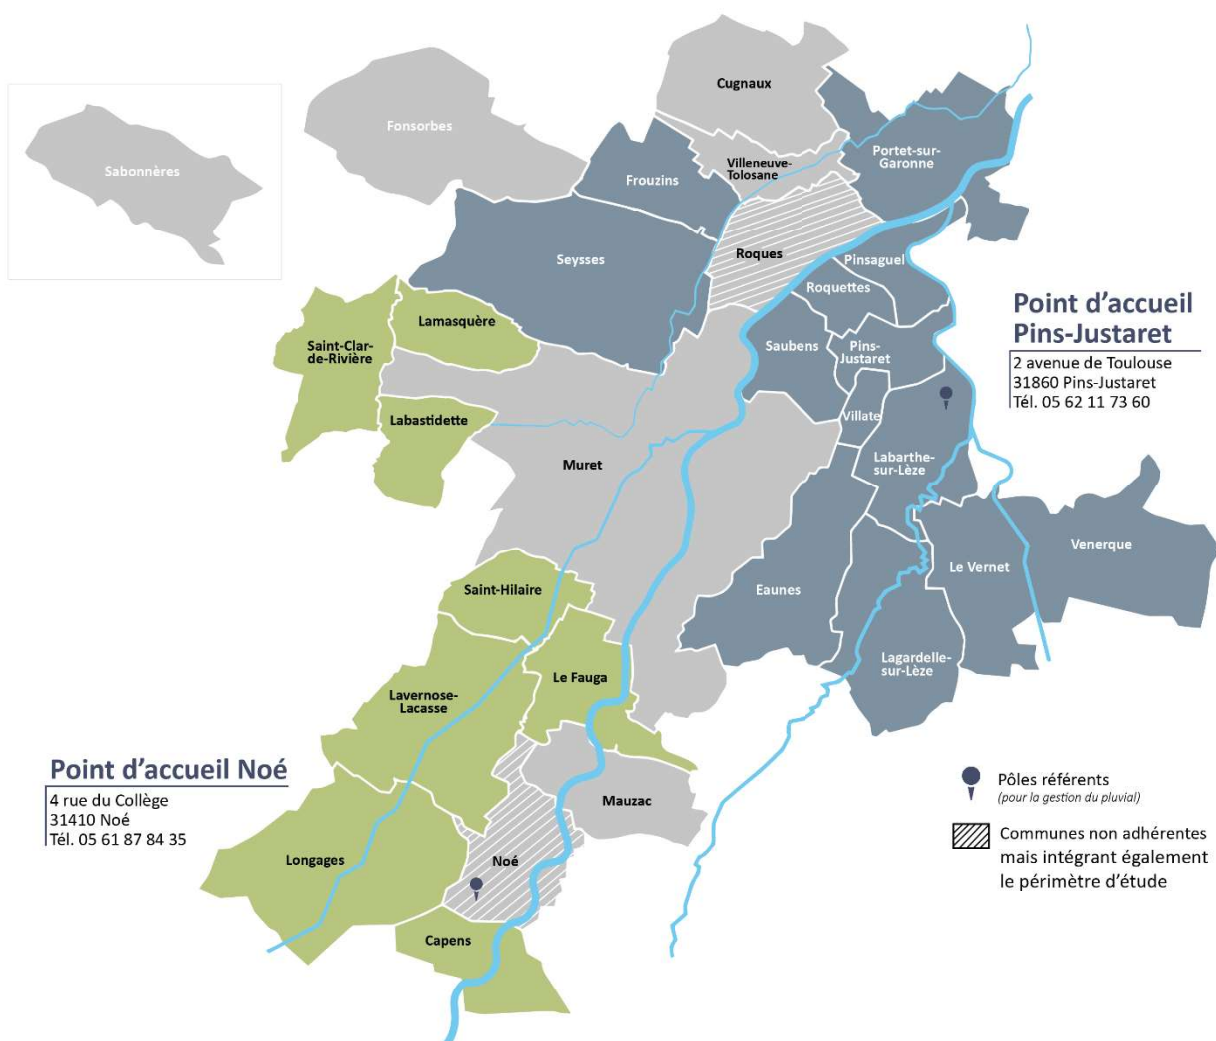 Cugnaux
Fonsorbes
Portet-sur-
Garonne
Villeneuve-
Tolosane
Sabonnères
Frouzins
Roques
Seysses
Pinsaguel
Roquettes
Point d'accueil
Pins-Justaret
2 avenue de Toulouse
31860 Pins-Justaret
Tél. 05 62 11 73 60
Lamasquère
Saint-Clar-
de-Rivière
Saubens
Pins-
Justaret
Labastidette
Villate
Muret
Labarthe-
sur-Lèze
Venerque
Le Vernet
Saint-Hilaire
Eaunes
Lagardelle-
sur-Lèze
Le Fauga
Lavernose-
Lacasse
Point d'accueil Noé
4 rue du Collège
31410 Noé
Tél. 05 61 87 84 35
Mauzac
Longages
Noé
Capens
Pôles référents
(pour la gestion du pluvial)
Communes non adhérentes
mais intégrant également
le périmètre d'étude